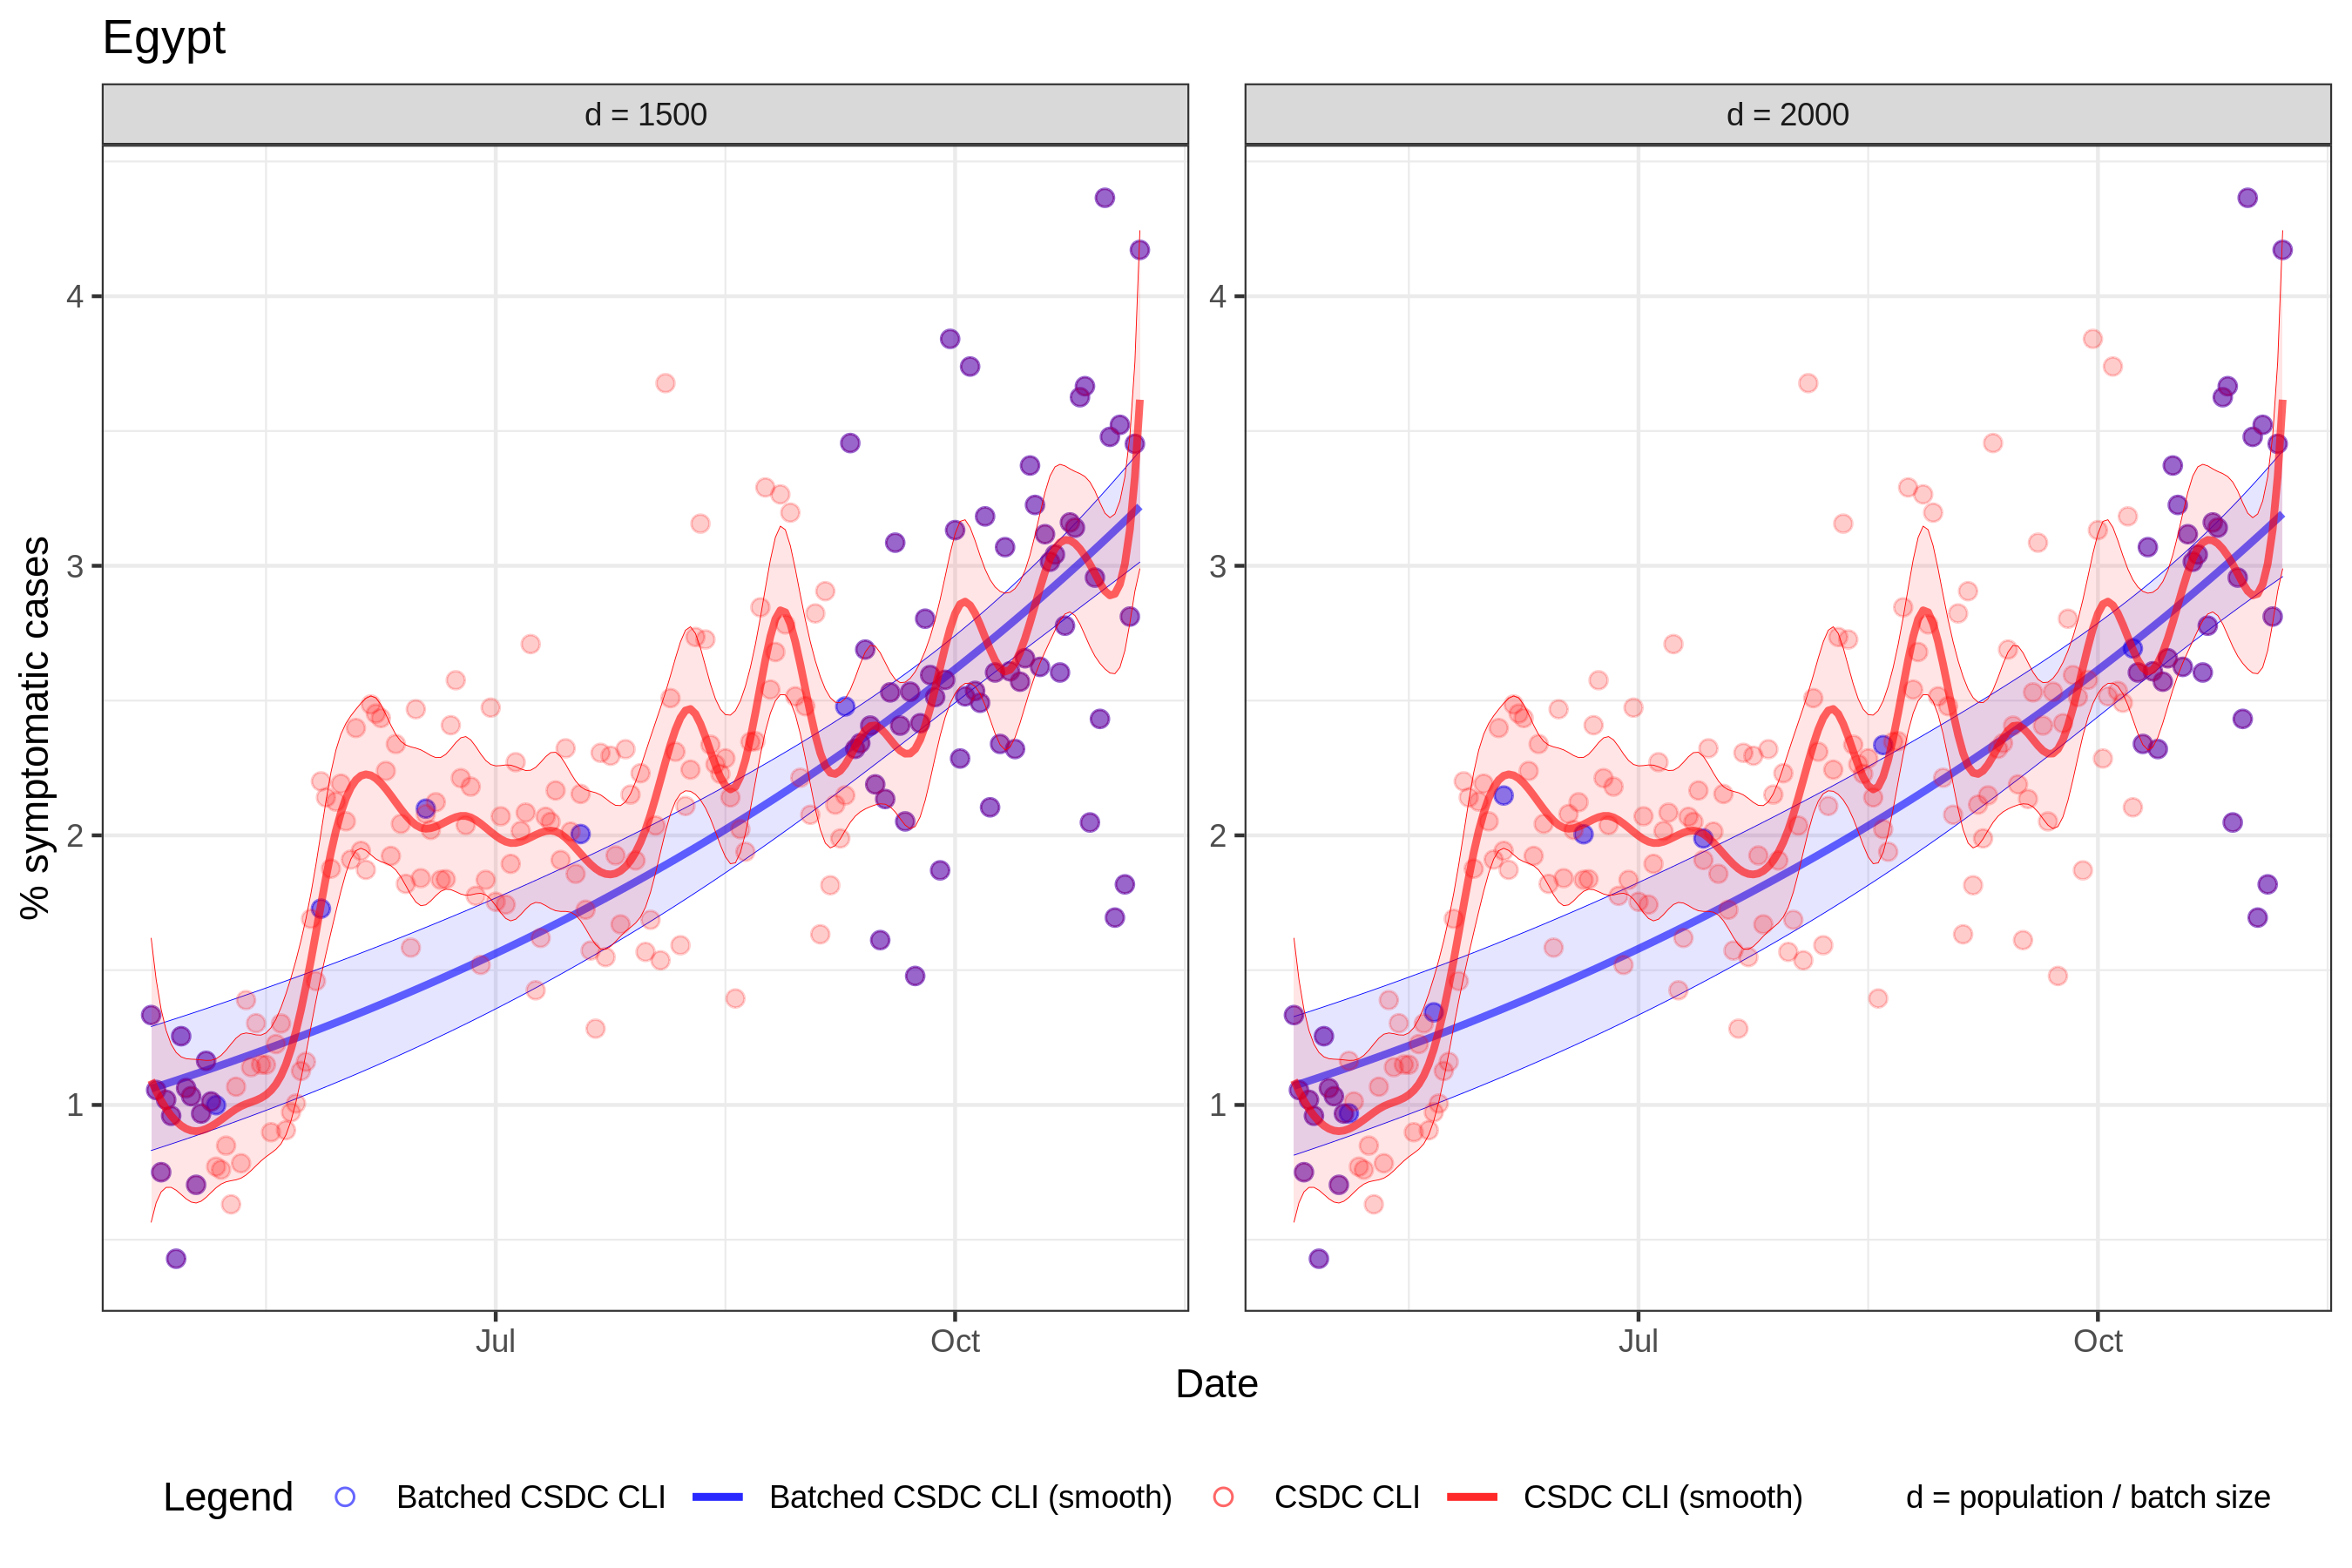 Egypt
d = 1500
d = 2000
% symptomatic cases
4
3
2
1
4
3
2
1
Jul
Oct
Jul
Oct
Date
Legend
Batched CSDC CLI
Batched CSDC CLI (smooth)
CSDC CLI
CSDC CLI (smooth)
d = population / batch size